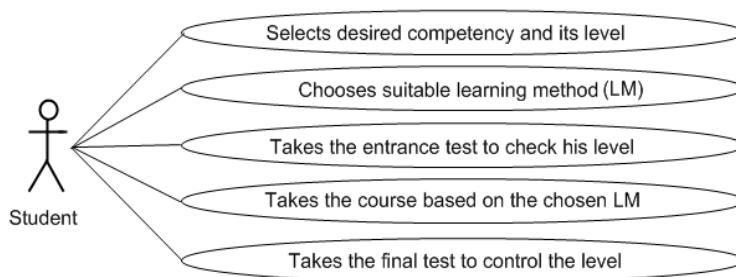 Selects desired competency and its level
Chooses suitable learning method (LM)
Takes the entrance test to check his level
Takes the course based on the chosen LM
Student
Takes the final test to control the level